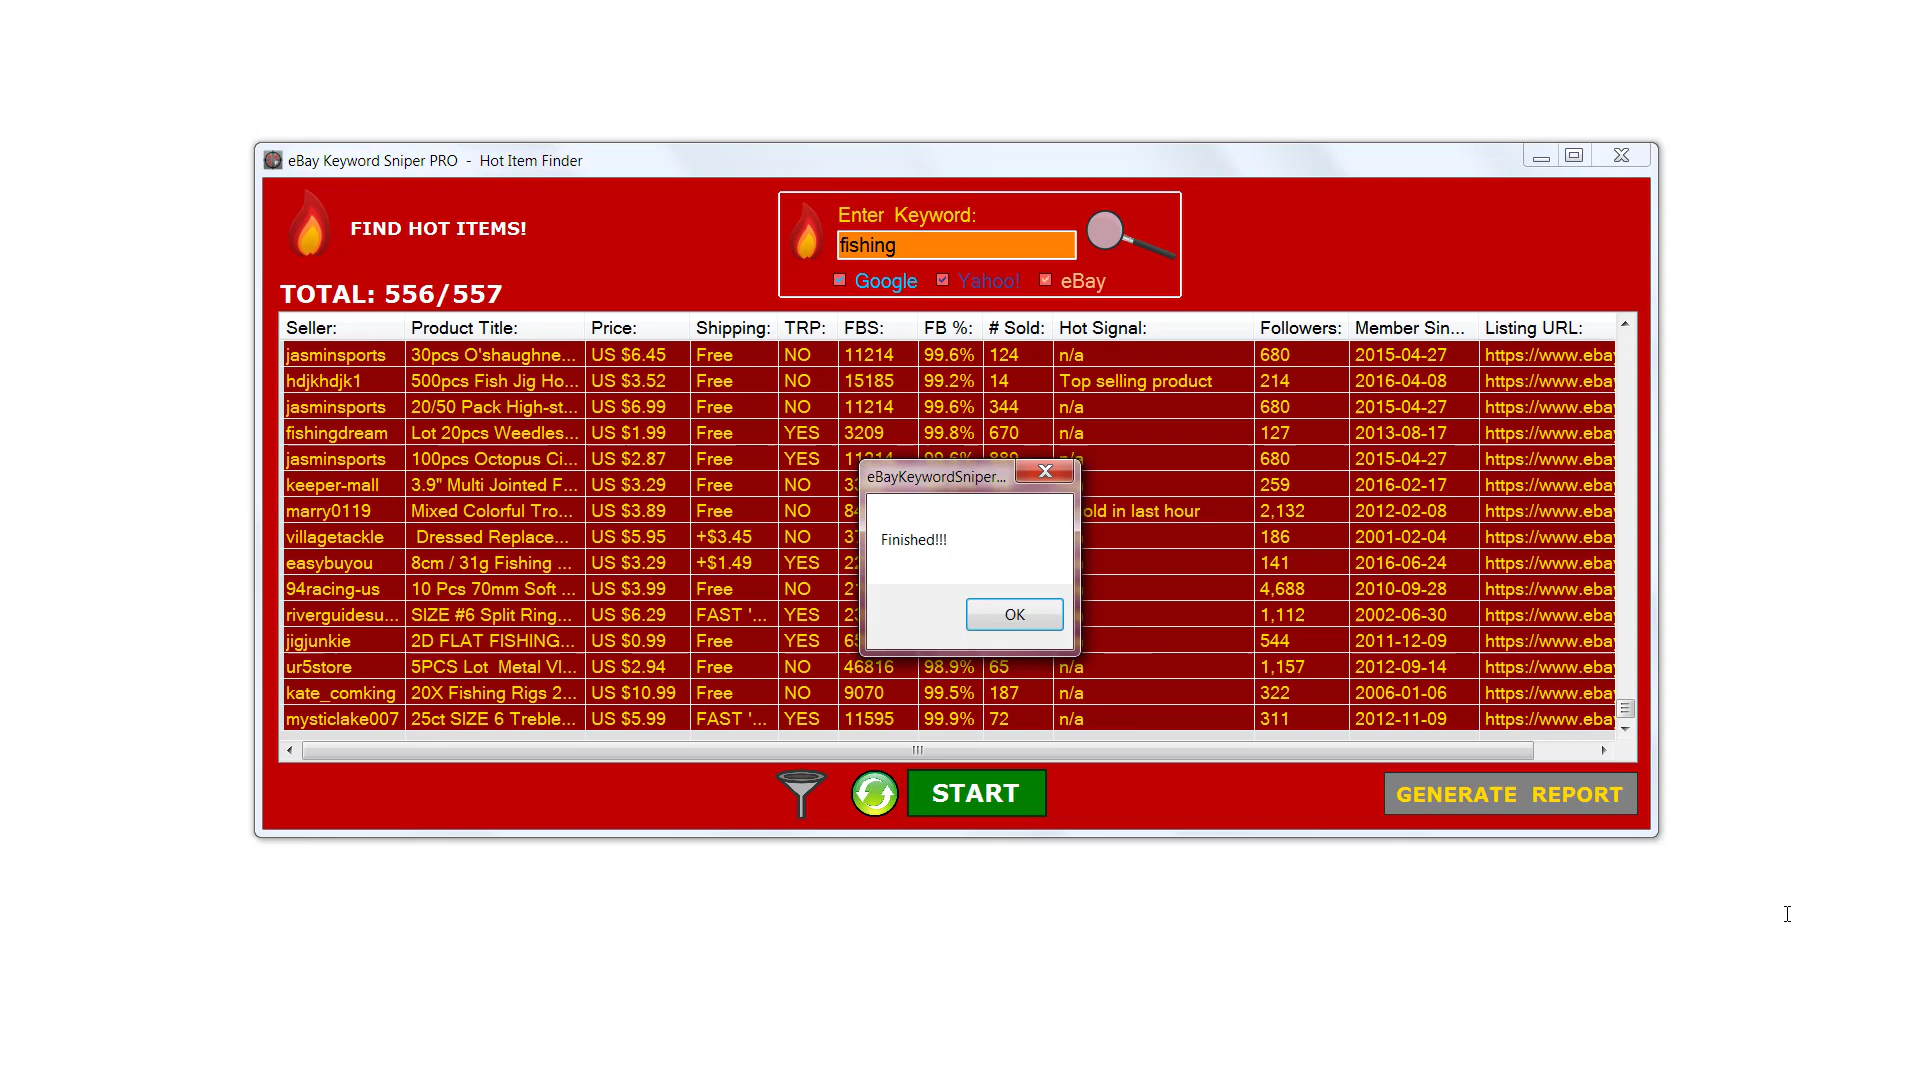 eBay Keyword Sniper PRO - Hot Item Finder
FIND HOT ITEMS!
Enter Keyword:
fishing
Google Yahoo! eBay
TOTAL: 556/557
Seller: Product Title: Price: Shipping: TRP: FBS: FB %: # Sold: Hot Signal: Followers: Member Sin... Listing URL:
jasminsports 30pcs O'shaughne... US $6.45 Free NO 11214 99.6% 124 n/a 680 2015-04-27 https://www.ebay
hdjkhdjk1 500pcs Fish Jig Ho... US $3.52 Free NO 15185 99.2% 14 Top selling product 214 2016-04-08 https://www.ebay
jasminsports 20/50 Pack High-st... US $6.99 Free NO 11214 99.6% 344 n/a 680 2015-04-27 https://www.ebay
fishingdream Lot 20pcs Weedles... US $1.99 Free YES 3209 99.8% 670 n/a 127 2013-08-17 https://www.ebay
jasminsports 100pcs Octopus Ci... US $2.87 Free YES 680 2015-04-27 https://www.ebay
keeper-mall 3.9" Multi Jointed F... US $3.29 Free NO 259 2016-02-17 https://www.ebay
marry0119 Mixed Colorful Tro... US $3.89 Free NO old in last hour 2,132 2012-02-08 https://www.ebay
villagetackle Dressed Replace... US $5.95 +$3.45 NO 186 2001-02-04 https://www.ebay
easybuyou 8cm / 31g Fishing ... US $3.29 +$1.49 YES 141 2016-06-24 https://www.ebay
94racing-us 10 Pcs 70mm Soft ... US $3.99 Free NO 4,688 2010-09-28 https://www.ebay
riverguidesu... SIZE #6 Split Ring... US $6.29 FAST '... YES 1,112 2002-06-30 https://www.ebay
jigjunkie 2D FLAT FISHING... US $0.99 Free YES 544 2011-12-09 https://www.ebay
ur5store 5PCS Lot Metal VI... US $2.94 Free NO 46816 98.9% 65 n/a 1,157 2012-09-14 https://www.ebay
kate_comking 20X Fishing Rigs 2... US $10.99 Free NO 9070 99.5% 187 n/a 322 2006-01-06 https://www.ebay
mysticlake007 25ct SIZE 6 Treble... US $5.99 FAST '... YES 11595 99.9% 72 n/a 311 2012-11-09 https://www.ebay
eBayKeywordSniper...
Finished!!!
OK
START
GENERATE REPORT